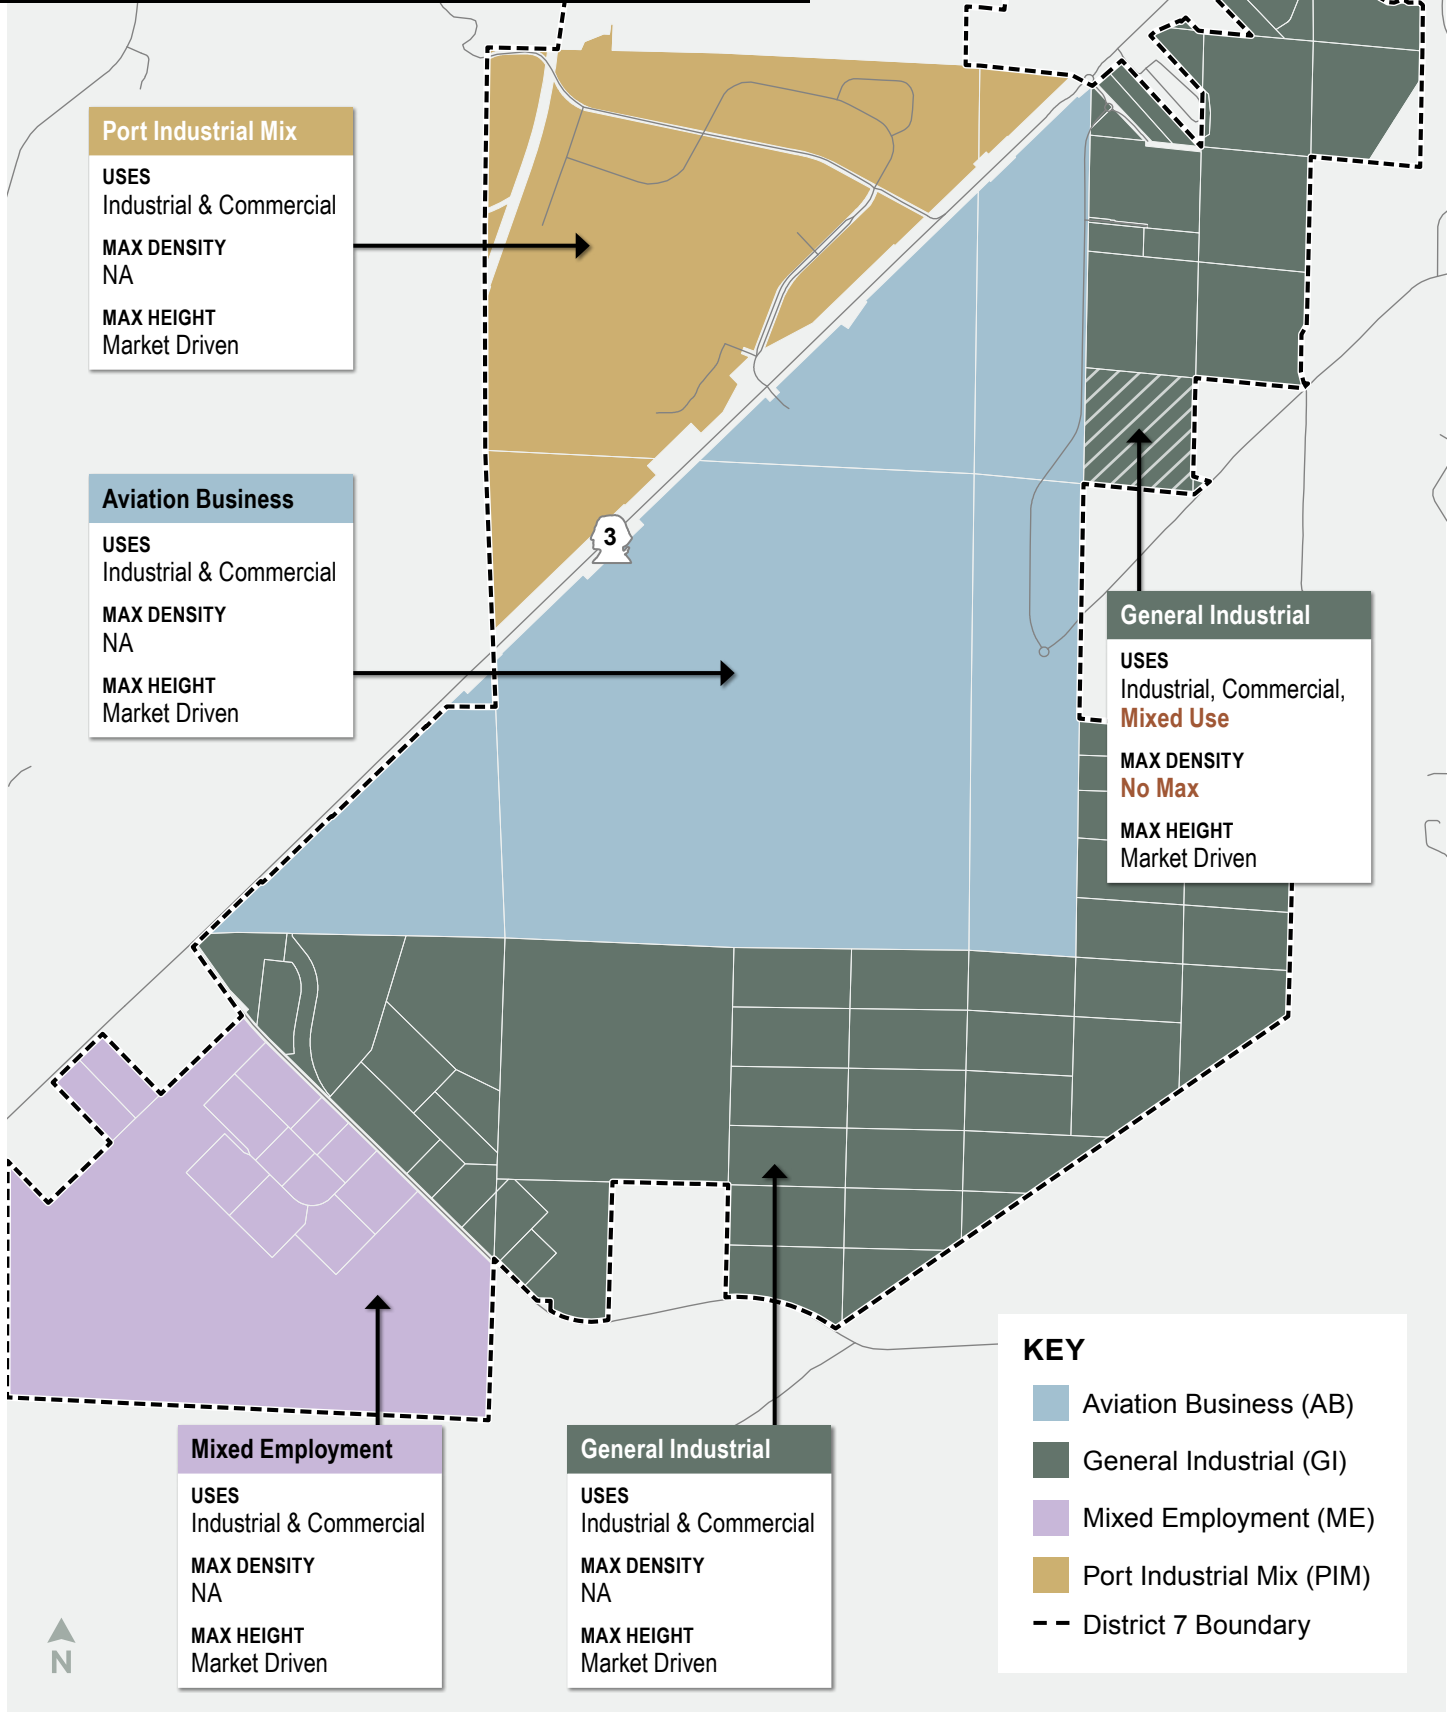 Port Industrial Mix
USES
Industrial & Commercial
MAX DENSITY
NA
MAX HEIGHT
Market Driven
Aviation Business
USES
Industrial & Commercial
MAX DENSITY
NA
MAX HEIGHT
Market Driven
3
General Industrial
USES
Industrial, Commercial,
Mixed Use
MAX DENSITY
No Max
MAX HEIGHT
Market Driven
Mixed Employment
USES
Industrial & Commercial
MAX DENSITY
NA
MAX HEIGHT
Market Driven
General Industrial
USES
Industrial & Commercial
MAX DENSITY
NA
MAX HEIGHT
Market Driven
KEY
Aviation Business (AB)
General Industrial (GI)
Mixed Employment (ME)
Port Industrial Mix (PIM)
District 7 Boundary
N